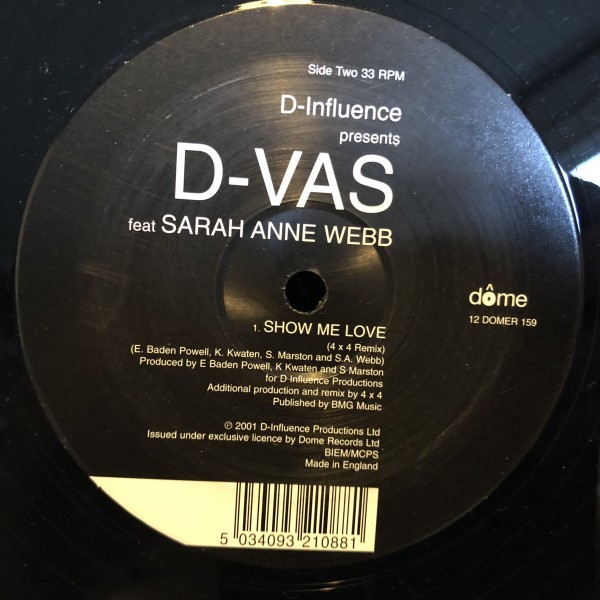 Side Two 33 RPM
D-Influence
presents
D-VAS
feat SARAH ANNE WEBB
dôme
12 DOMER 159
1. SHOW ME LOVE
(4 x 4 Remix)
(E. Baden Powell, K. Kwaten, S. Marston and S.A. Webb)
Produced by E Baden Powell, K Kwaten and S Marston
for D-Influence Productions
Additional production and remix by 4 x 4
Published by BMG Music
℗ 2001 D-Influence Productions Ltd
Issued under exclusive licence by Dome Records Ltd
BIEM/MCPS
Made in England
5 034093 210881